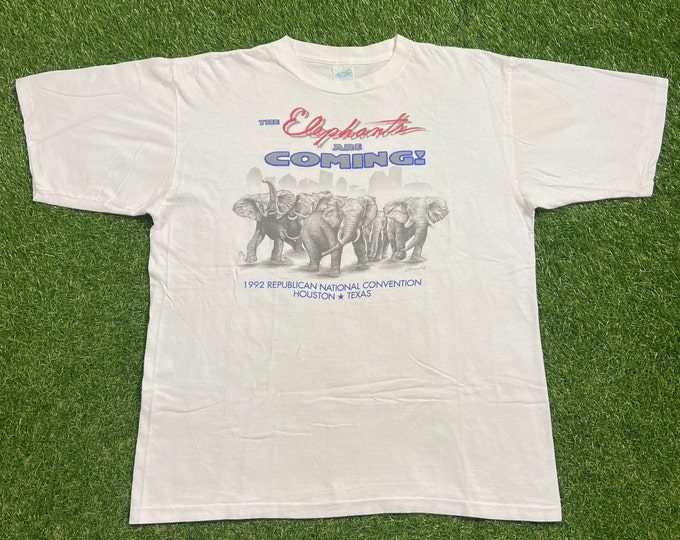 THE Elephants
ARE
COMING!
1992 REPUBLICAN NATIONAL CONVENTION
HOUSTON ★ TEXAS